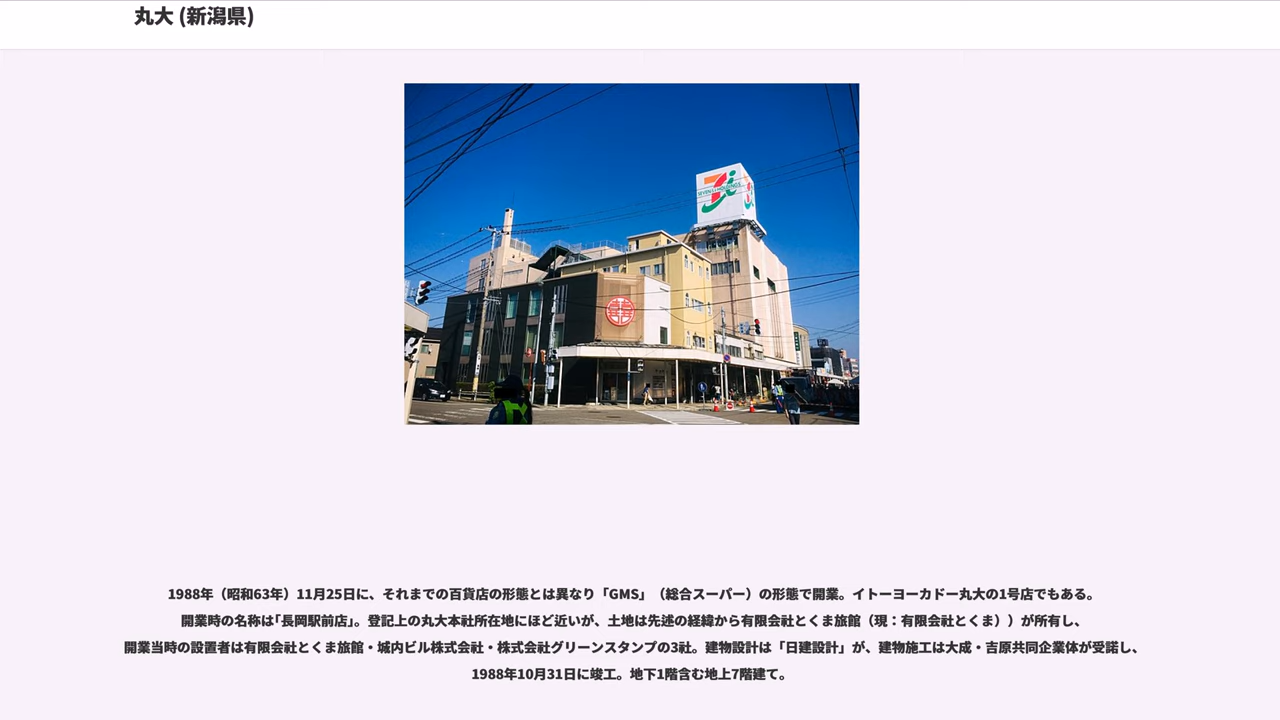 丸大 (新潟県)
SEVEN & i HOLDINGS
1988年（昭和63年）11月25日に、それまでの百貨店の形態とは異なり「GMS」（総合スーパー）の形態で開業。イトーヨーカドー丸大の1号店でもある。
開業時の名称は｢長岡駅前店｣。登記上の丸大本社所在地にほど近いが、土地は先述の経緯から有限会社とくま旅館（現：有限会社とくま））が所有し、
開業当時の設置者は有限会社とくま旅館・城内ビル株式会社・株式会社グリーンスタンプの3社。建物設計は「日建設計」が、建物施工は大成・吉原共同企業体が受諾し、
1988年10月31日に竣工。地下1階含む地上7階建て。